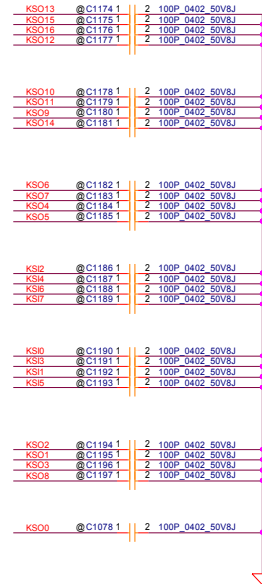 KSO13 @C1174 1 2 100P_0402_50V8J
KSO15 @C1175 1 2 100P_0402_50V8J
KSO16 @C1176 1 2 100P_0402_50V8J
KSO12 @C1177 1 2 100P_0402_50V8J
KSO10 @C1178 1 2 100P_0402_50V8J
KSO11 @C1179 1 2 100P_0402_50V8J
KSO9 @C1180 1 2 100P_0402_50V8J
KSO14 @C1181 1 2 100P_0402_50V8J
KSO6 @C1182 1 2 100P_0402_50V8J
KSO7 @C1183 1 2 100P_0402_50V8J
KSO4 @C1184 1 2 100P_0402_50V8J
KSO5 @C1185 1 2 100P_0402_50V8J
KSI2 @C1186 1 2 100P_0402_50V8J
KSI4 @C1187 1 2 100P_0402_50V8J
KSI6 @C1188 1 2 100P_0402_50V8J
KSI7 @C1189 1 2 100P_0402_50V8J
KSI0 @C1190 1 2 100P_0402_50V8J
KSI3 @C1191 1 2 100P_0402_50V8J
KSI1 @C1192 1 2 100P_0402_50V8J
KSI5 @C1193 1 2 100P_0402_50V8J
KSO2 @C1194 1 2 100P_0402_50V8J
KSO1 @C1195 1 2 100P_0402_50V8J
KSO3 @C1196 1 2 100P_0402_50V8J
KSO8 @C1197 1 2 100P_0402_50V8J
KSO0 @C1078 1 2 100P_0402_50V8J